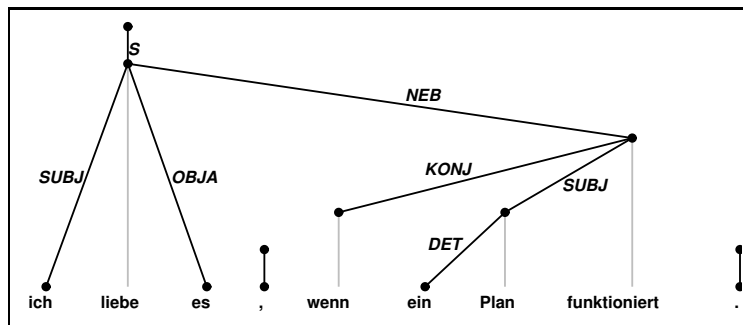 S
NEB
KONJ
SUBJ OBJA SUBJ
DET
ich liebe es , wenn ein Plan funktioniert .